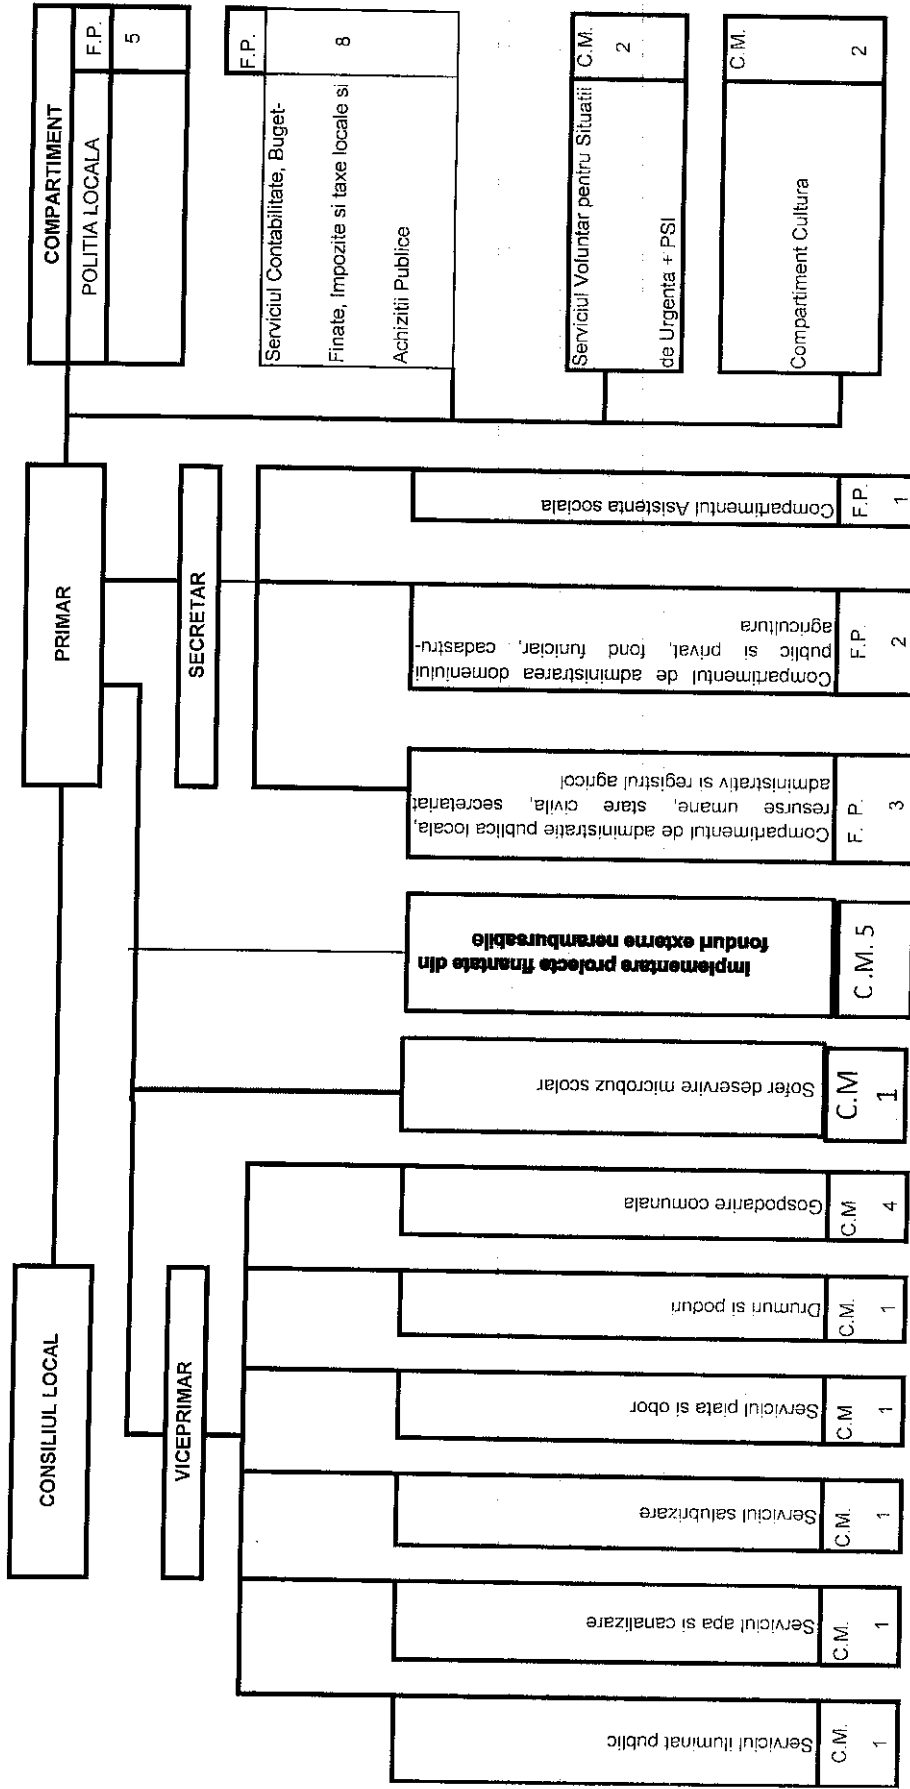 CONSILIUL LOCAL
PRIMAR
COMPARTIMENT
POLITIA LOCALA
F.P.
5
VICEPRIMAR
SECRETAR
Serviciul Contabilitate, Buget-
Finate, Impozite si taxe locale si
Achizitii Publice
F.P.
8
Serviciul Voluntar pentru Situatii
de Urgenta + PSI
C.M.
2
Compartiment Cultura
C.M.
2
Serviciul iluminat public
C.M.
1
Serviciul apa si canalizare
C.M.
1
Serviciul salubrizare
C.M.
1
Serviciul piata si obor
C.M
1
Drumuri si poduri
C.M.
1
Gospodarire comunala
C.M
4
Sofer deservire microbuz scolar
C.M
1
implementare proiecte finantate din
fonduri externe nerambursabile
C.M.5
Compartimentul de administratie publica locala,
resurse umane, stare civila, secretariat
administrativ si registrul agricol
F. P.
3
Compartimentul de administrarea domeniului
public si privat, fond funiciar, cadastru-
agricultura
F.P.
2
Compartimentul Asistenta sociala
F.P.
1